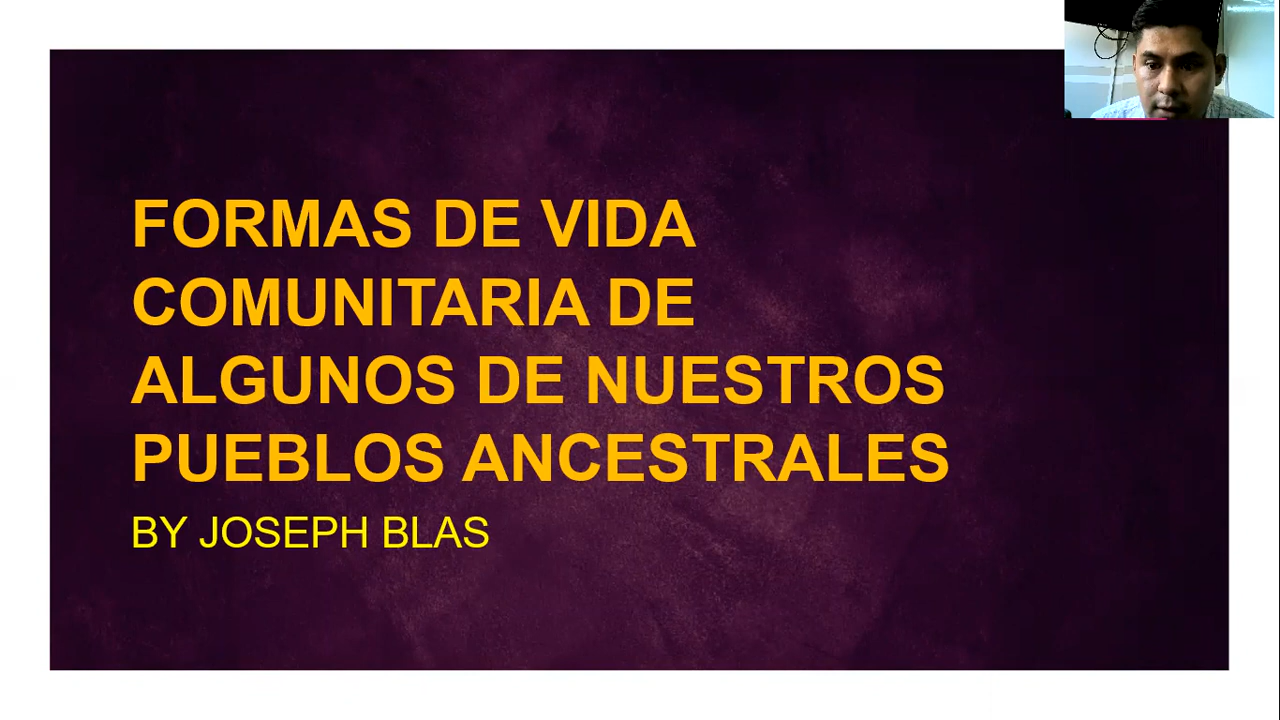 FORMAS DE VIDA
COMUNITARIA DE
ALGUNOS DE NUESTROS
PUEBLOS ANCESTRALES
BY JOSEPH BLAS